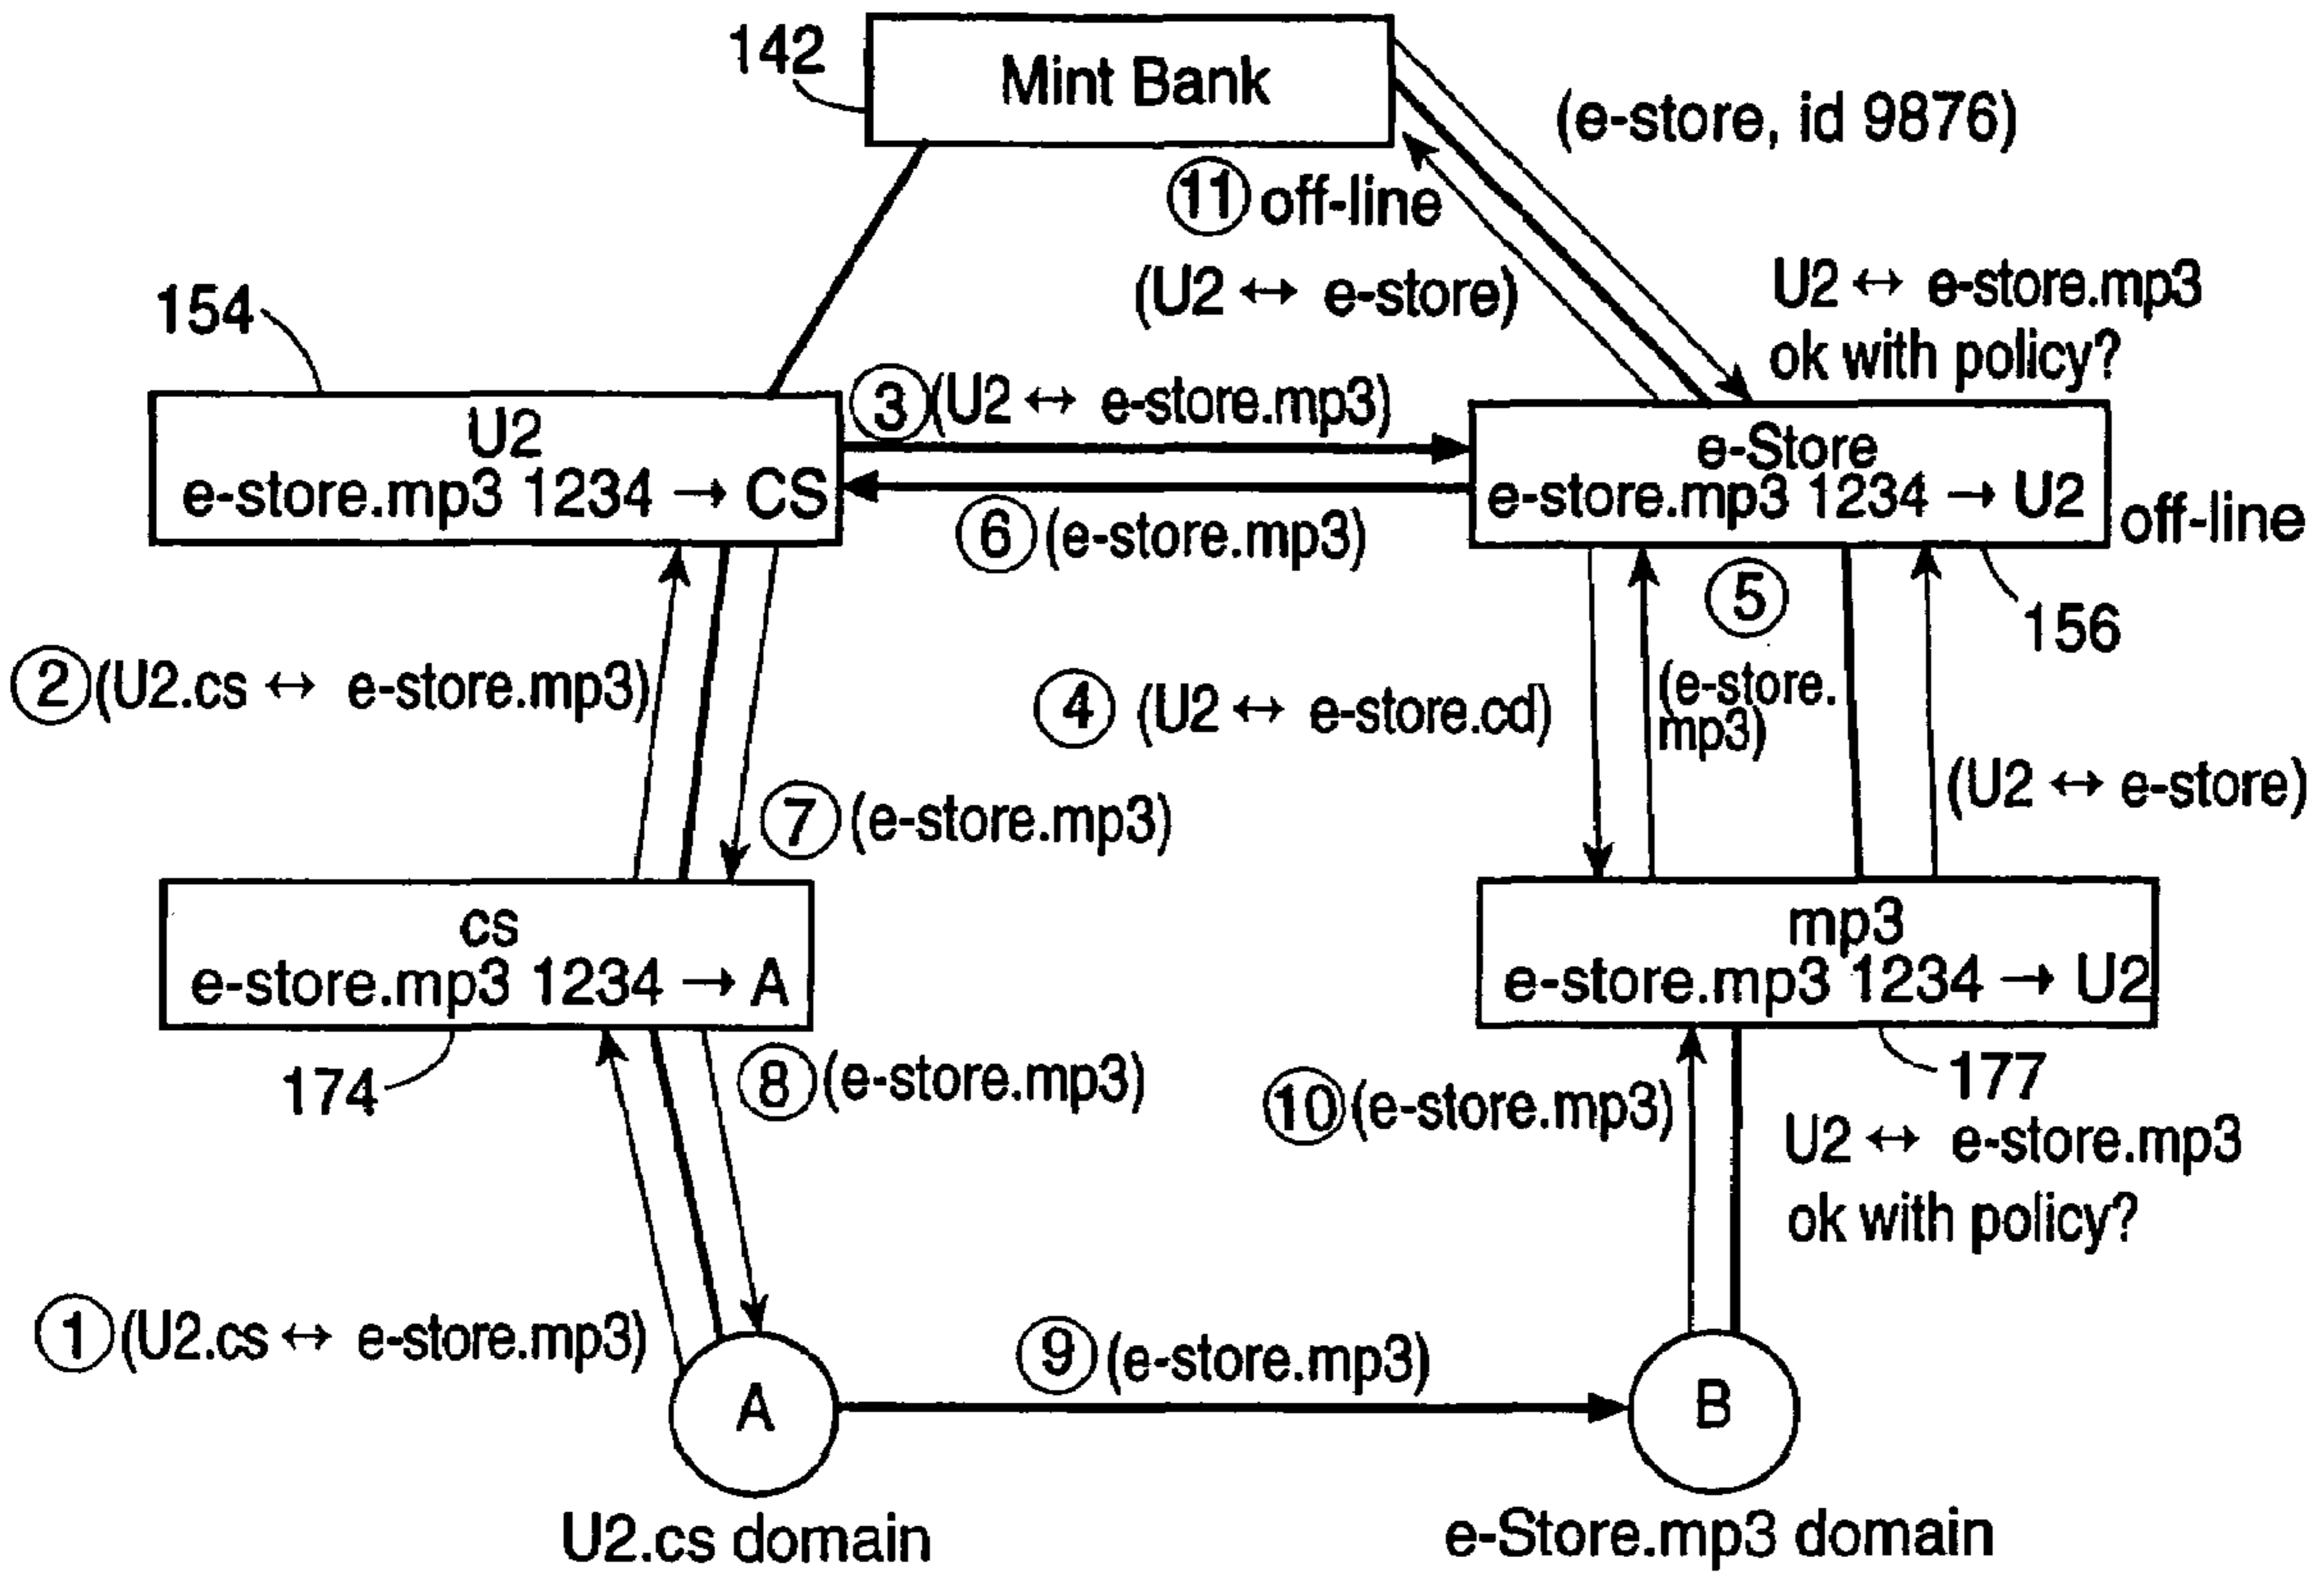 142
Mint Bank
(e-store, id 9876)
⑪ off-line
(U2 ↔ e-store)
U2 ↔ e-store.mp3
ok with policy?
154
③ (U2 ↔ e-store.mp3)
U2
e-store.mp3 1234 → CS
e-Store
e-store.mp3 1234 → U2
off-line
⑥ (e-store.mp3)
⑤
156
② (U2.cs ↔ e-store.mp3)
④ (U2 ↔ e-store.cd)
(e-store.
mp3)
(U2 ↔ e-store)
⑦ (e-store.mp3)
cs
e-store.mp3 1234 → A
mp3
e-store.mp3 1234 → U2
174
⑧ (e-store.mp3)
⑩ (e-store.mp3)
177
U2 ↔ e-store.mp3
ok with policy?
① (U2.cs ↔ e-store.mp3)
⑨ (e-store.mp3)
A
B
U2.cs domain
e-Store.mp3 domain